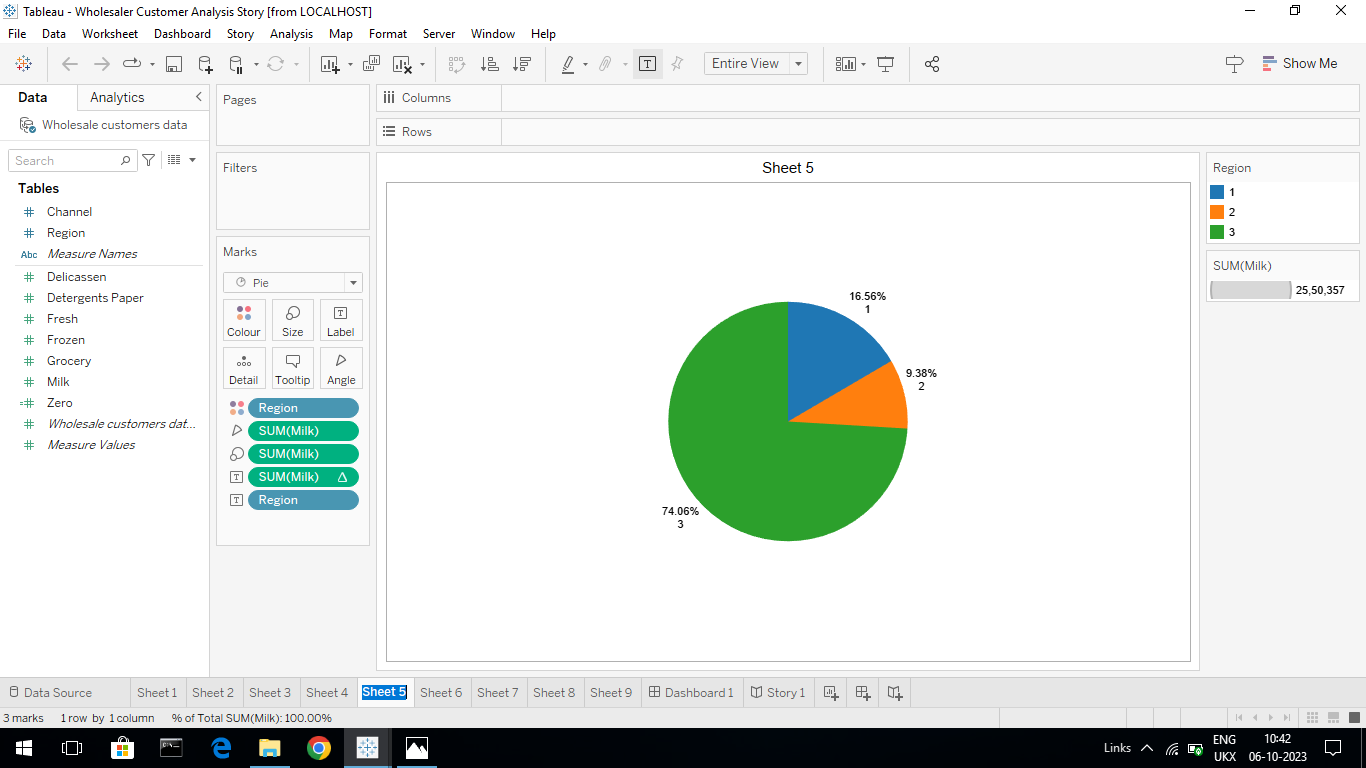 Tableau - Wholesaler Customer Analysis Story [from LOCALHOST]
File Data Worksheet Dashboard Story Analysis Map Format Server Window Help
Entire View
Show Me
Data Analytics
Wholesale customers data
Search
Tables
Channel
Region
Abc Measure Names
Delicassen
Detergents Paper
Fresh
Frozen
Grocery
Milk
Zero
Wholesale customers dat...
Measure Values
Pages
Filters
Marks
Pie
Colour Size Label
Detail Tooltip Angle
Region
SUM(Milk)
SUM(Milk)
SUM(Milk)
Region
Columns
Rows
Sheet 5
16.56%
1
9.38%
2
74.06%
3
Region
1
2
3
SUM(Milk)
25,50,357
Data Source Sheet 1 Sheet 2 Sheet 3 Sheet 4 Sheet 5 Sheet 6 Sheet 7 Sheet 8 Sheet 9 Dashboard 1 Story 1
3 marks 1 row by 1 column % of Total SUM(Milk): 100.00%
Links
ENG
UKX
10:42
06-10-2023